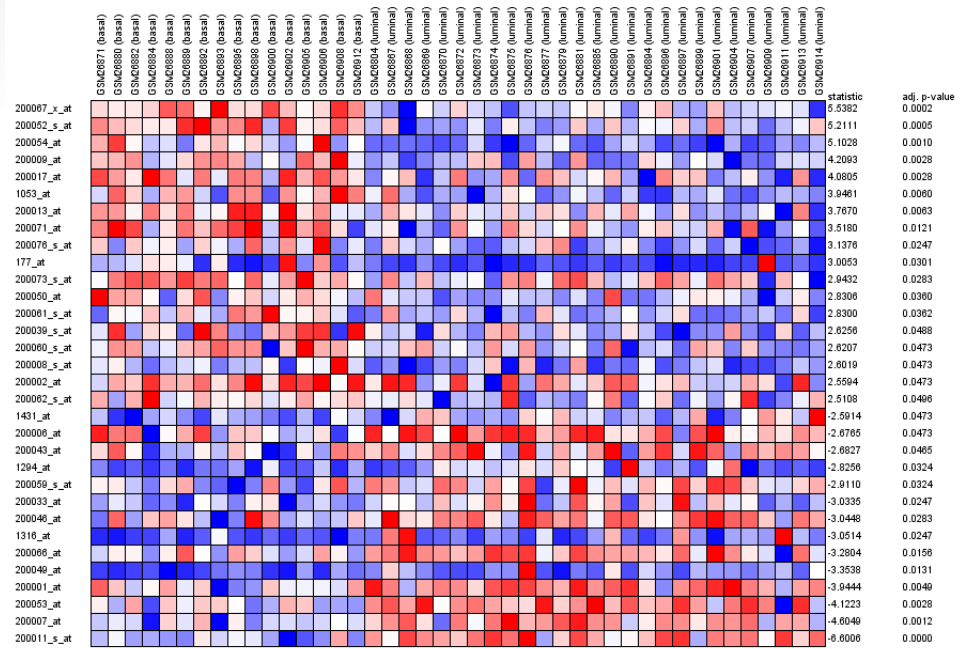 GSM26871 (basal)
GSM26880 (basal)
GSM26882 (basal)
GSM26884 (basal)
GSM26888 (basal)
GSM26889 (basal)
GSM26892 (basal)
GSM26893 (basal)
GSM26895 (basal)
GSM26898 (basal)
GSM26900 (basal)
GSM26902 (basal)
GSM26905 (basal)
GSM26906 (basal)
GSM26908 (basal)
GSM26912 (basal)
GSM26804 (luminal)
GSM26867 (luminal)
GSM26868 (luminal)
GSM26869 (luminal)
GSM26870 (luminal)
GSM26872 (luminal)
GSM26873 (luminal)
GSM26874 (luminal)
GSM26875 (luminal)
GSM26876 (luminal)
GSM26877 (luminal)
GSM26879 (luminal)
GSM26881 (luminal)
GSM26885 (luminal)
GSM26890 (luminal)
GSM26891 (luminal)
GSM26894 (luminal)
GSM26896 (luminal)
GSM26897 (luminal)
GSM26899 (luminal)
GSM26901 (luminal)
GSM26904 (luminal)
GSM26907 (luminal)
GSM26909 (luminal)
GSM26911 (luminal)
(luminal)
GSM26914 (luminal)
statistic adj. p-value
200067_x_at 5.5382 0.0002
200052_s_at 5.2111 0.0005
200054_at 5.1028 0.0010
200009_at 4.2093 0.0028
200017_at 4.0805 0.0028
1053_at 3.9461 0.0060
200013_at 3.7670 0.0063
200071_at 3.5180 0.0121
200076_s_at 3.1376 0.0247
177_at 3.0053 0.0301
200073_s_at 2.9432 0.0283
200050_at 2.8306 0.0360
200061_s_at 2.8300 0.0362
200039_s_at 2.6256 0.0488
200060_s_at 2.6207 0.0473
200008_s_at 2.6019 0.0473
200002_at 2.5594 0.0473
200062_s_at 2.5108 0.0496
1431_at -2.5914 0.0473
200006_at -2.6765 0.0473
200043_at -2.6827 0.0465
1294_at -2.8256 0.0324
200059_s_at -2.9110 0.0324
200033_at -3.0335 0.0247
200046_at -3.0448 0.0283
1316_at -3.0514 0.0247
200066_at -3.2804 0.0156
200049_at -3.3538 0.0131
200001_at -3.9444 0.0049
200053_at -4.1223 0.0028
200007_at -4.6049 0.0012
200011_s_at -6.6006 0.0000